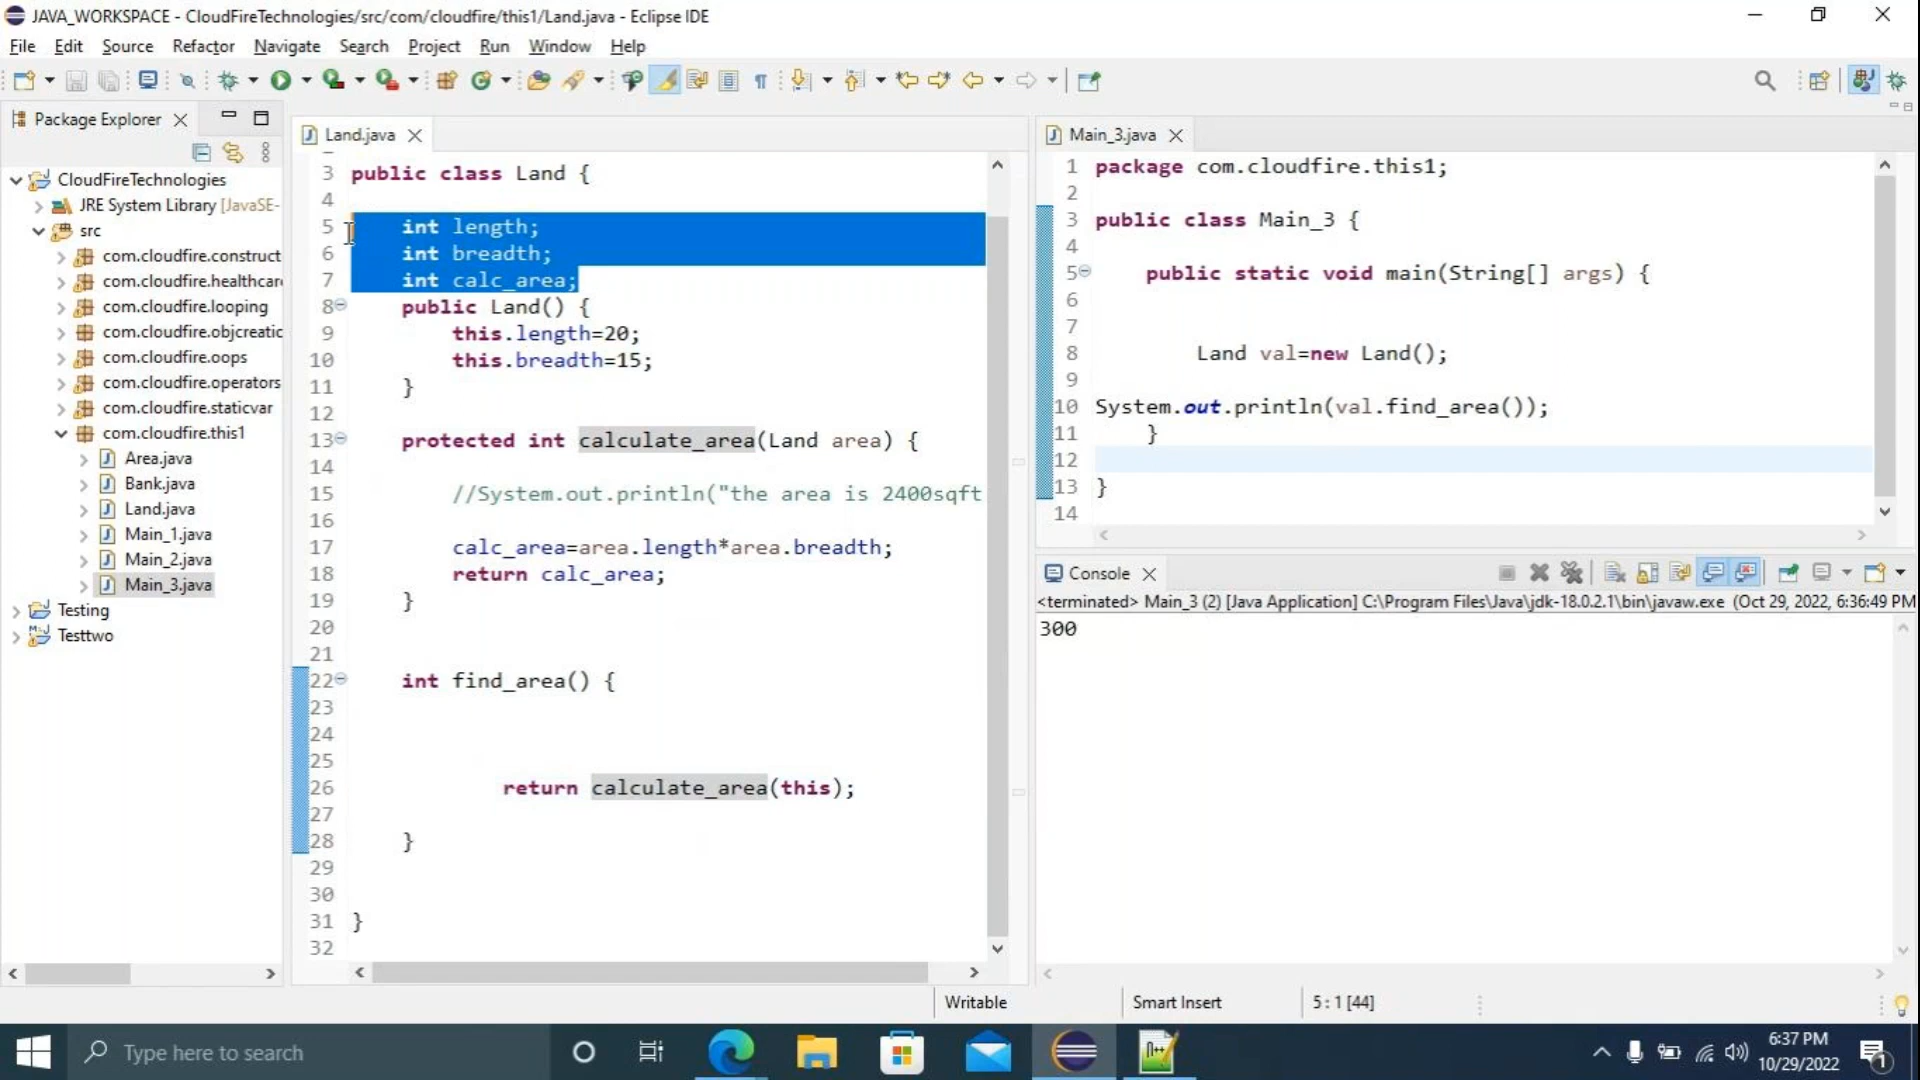 JAVA_WORKSPACE - CloudFireTechnologies/src/com/cloudfire/this1/Land.java - Eclipse IDE
File Edit Source Refactor Navigate Search Project Run Window Help
Package Explorer
CloudFireTechnologies
JRE System Library [JavaSE-
src
com.cloudfire.construct
com.cloudfire.healthcar
com.cloudfire.looping
com.cloudfire.objcreatic
com.cloudfire.oops
com.cloudfire.operators
com.cloudfire.staticvar
com.cloudfire.this1
Area.java
Bank.java
Land.java
Main_1.java
Main_2.java
Main_3.java
Testing
Testtwo
Land.java
3 public class Land {
4
5 int length;
6 int breadth;
7 int calc_area;
8 public Land() {
9 this.length=20;
10 this.breadth=15;
11 }
12
13 protected int calculate_area(Land area) {
14
15 //System.out.println("the area is 2400sqft
16
17 calc_area=area.length*area.breadth;
18 return calc_area;
19 }
20
21
22 int find_area() {
23
24
25
26 return calculate_area(this);
27
28 }
29
30
31 }
32
Main_3.java
1 package com.cloudfire.this1;
2
3 public class Main_3 {
4
5 public static void main(String[] args) {
6
7
8 Land val=new Land();
9
10 System.out.println(val.find_area());
11 }
12
13 }
14
Console
<terminated> Main_3 (2) [Java Application] C:\Program Files\Java\jdk-18.0.2.1\bin\javaw.exe (Oct 29, 2022, 6:36:49 PM
300
Writable Smart Insert 5 : 1 [44]
Type here to search
6:37 PM
10/29/2022
1